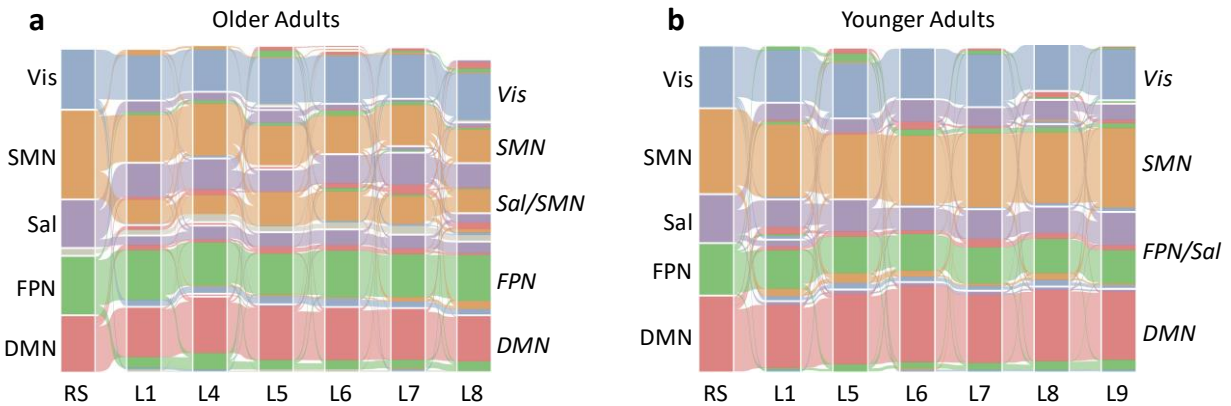 a Older Adults
Vis
SMN
Sal
FPN
DMN
Vis
SMN
Sal/SMN
FPN
DMN
RS L1 L4 L5 L6 L7 L8
b Younger Adults
Vis
SMN
Sal
FPN
DMN
Vis
SMN
FPN/Sal
DMN
RS L1 L5 L6 L7 L8 L9